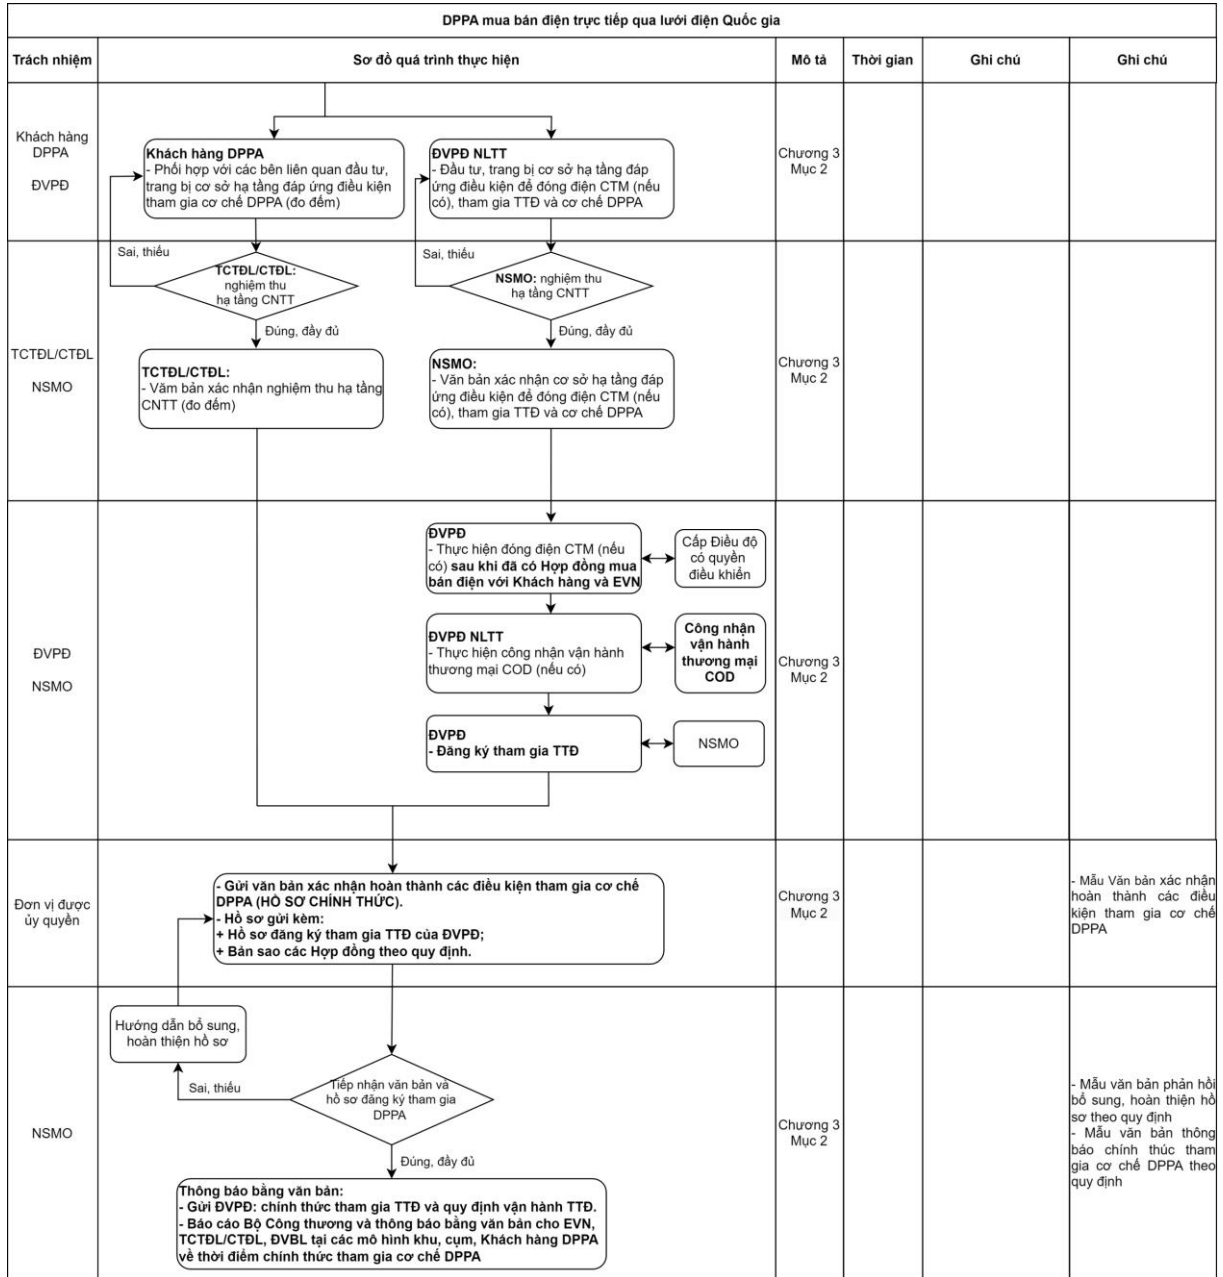 DPPA mua bán điện trực tiếp qua lưới điện Quốc gia
Trách nhiệm
Sơ đồ quá trình thực hiện
Mô tả
Thời gian
Ghi chú
Ghi chú
Khách hàng
DPPA
ĐVPĐ
Khách hàng DPPA
- Phối hợp với các bên liên quan đầu tư,
trang bị cơ sở hạ tầng đáp ứng điều kiện
tham gia cơ chế DPPA (đo đếm)
ĐVPĐ NLTT
- Đầu tư, trang bị cơ sở hạ tầng đáp
ứng điều kiện để đóng điện CTM (nếu
có), tham gia TTĐ và cơ chế DPPA
Chương 3
Mục 2
Sai, thiếu
TCTĐL/CTĐL:
nghiệm thu
hạ tầng CNTT
Đúng, đầy đủ
Sai, thiếu
NSMO: nghiệm thu
hạ tầng CNTT
Đúng, đầy đủ
TCTĐL/CTĐL
NSMO
TCTĐL/CTĐL:
- Văm bản xác nhận nghiệm thu hạ tầng
CNTT (đo đếm)
NSMO:
- Văn bản xác nhận cơ sở hạ tầng đáp
ứng điều kiện để đóng điện CTM (nếu
có), tham gia TTĐ và cơ chế DPPA
Chương 3
Mục 2
ĐVPĐ
NSMO
ĐVPĐ
- Thực hiện đóng điện CTM (nếu
có) sau khi đã có Hợp đồng mua
bán điện với Khách hàng và EVN
Cấp Điều độ
có quyền
điều khiển
ĐVPĐ NLTT
- Thực hiện công nhận vận hành
thương mại COD (nếu có)
Công nhận
vận hành
thương mại
COD
ĐVPĐ
- Đăng ký tham gia TTĐ
NSMO
Chương 3
Mục 2
Đơn vị được
ủy quyền
- Gửi văn bản xác nhận hoàn thành các điều kiện tham gia cơ chế
DPPA (HỒ SƠ CHÍNH THỨC).
- Hồ sơ gửi kèm:
+ Hồ sơ đăng ký tham gia TTĐ của ĐVPĐ;
+ Bản sao các Hợp đồng theo quy định.
Chương 3
Mục 2
- Mẫu Văn bản xác nhận
hoàn thành các điều
kiện tham gia cơ chế
DPPA
NSMO
Hướng dẫn bổ sung,
hoàn thiện hồ sơ
Sai, thiếu
Tiếp nhận văn bản và
hồ sơ đăng ký tham gia
DPPA
Đúng, đầy đủ
Thông báo bằng văn bản:
- Gửi ĐVPĐ: chính thức tham gia TTĐ và quy định vận hành TTĐ.
- Báo cáo Bộ Công thương và thông báo bằng văn bản cho EVN,
TCTĐL/CTĐL, ĐVBL tại các mô hình khu, cụm, Khách hàng DPPA
về thời điểm chính thức tham gia cơ chế DPPA
Chương 3
Mục 2
- Mẫu văn bản phản hồi
bổ sung, hoàn thiện hồ
sơ theo quy định
- Mẫu văn bản thông
báo chính thúc tham
gia cơ chế DPPA theo
quy định